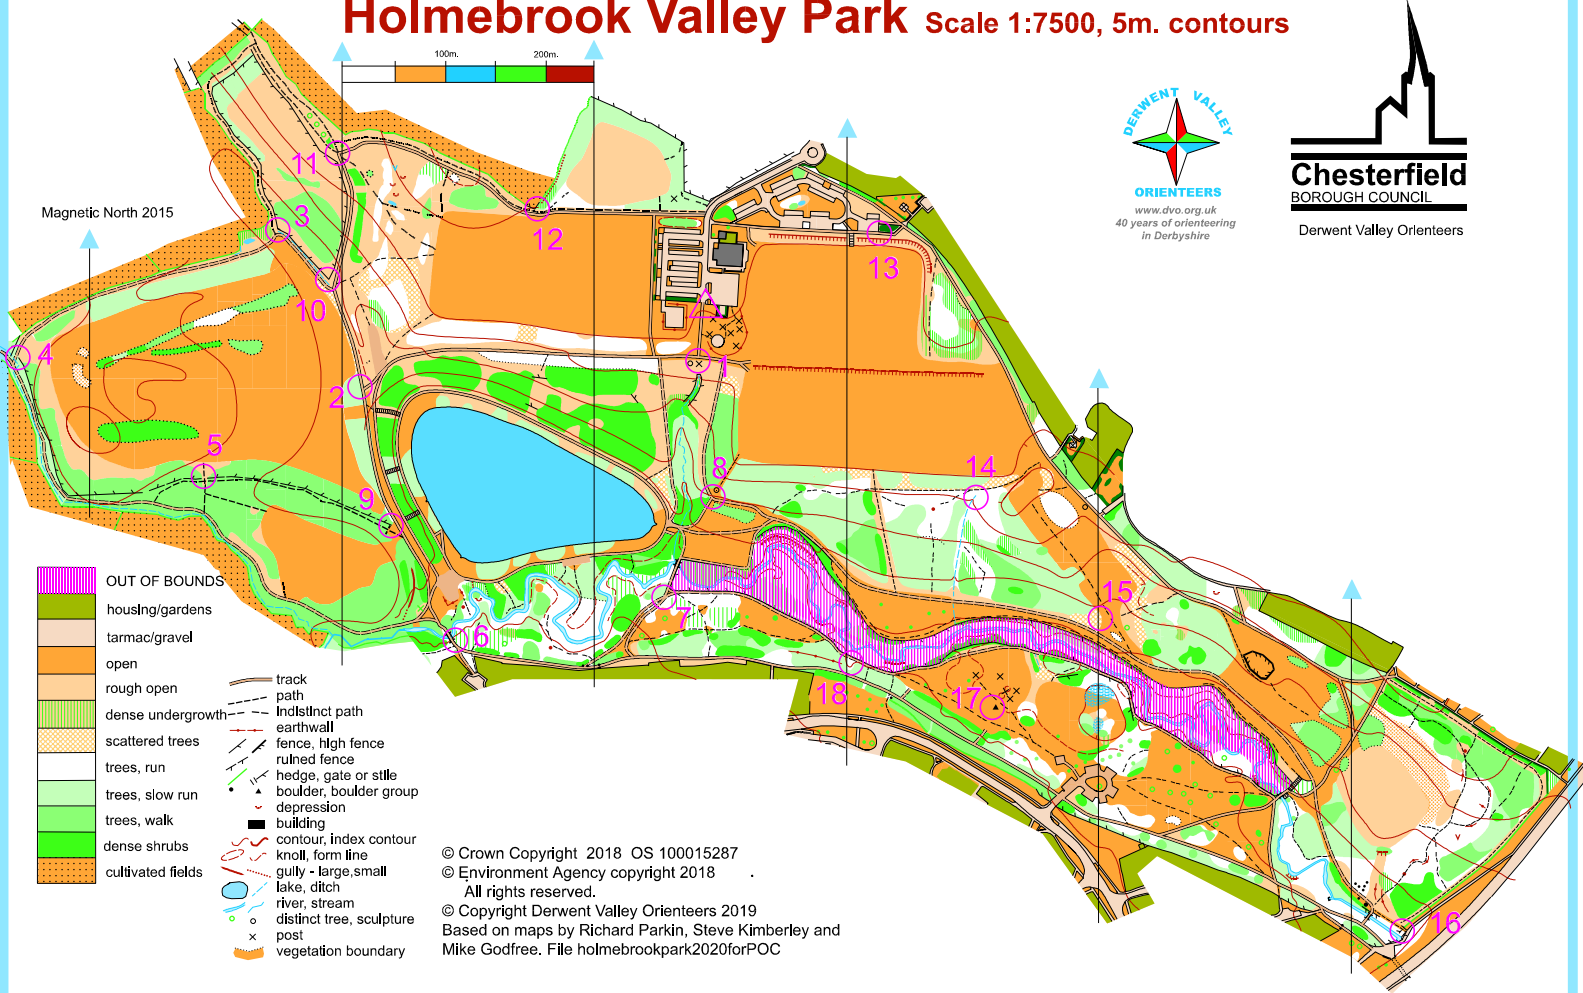 Holmebrook Valley Park Scale 1:7500, 5m. contours
100m.
200m.
DERWENT VALLEY
ORIENTEERS
www.dvo.org.uk
40 years of orienteering
in Derbyshire
Chesterfield
BOROUGH COUNCIL
Derwent Valley Orienteers
Magnetic North 2015
11
3
12
13
10
4
1
2
5
8
14
9
15
7
6
18
17
16
OUT OF BOUNDS
housing/gardens
tarmac/gravel
open
rough open
dense undergrowth
scattered trees
trees, run
trees, slow run
trees, walk
dense shrubs
cultivated fields
track
path
indistinct path
earthwall
fence, high fence
ruined fence
hedge, gate or stile
boulder, boulder group
depression
building
contour, index contour
knoll, form line
gully - large,small
lake, ditch
river, stream
distinct tree, sculpture
post
vegetation boundary
© Crown Copyright 2018 OS 100015287
© Environment Agency copyright 2018 .
All rights reserved.
© Copyright Derwent Valley Orienteers 2019
Based on maps by Richard Parkin, Steve Kimberley and
Mike Godfree. File holmebrookpark2020forPOC